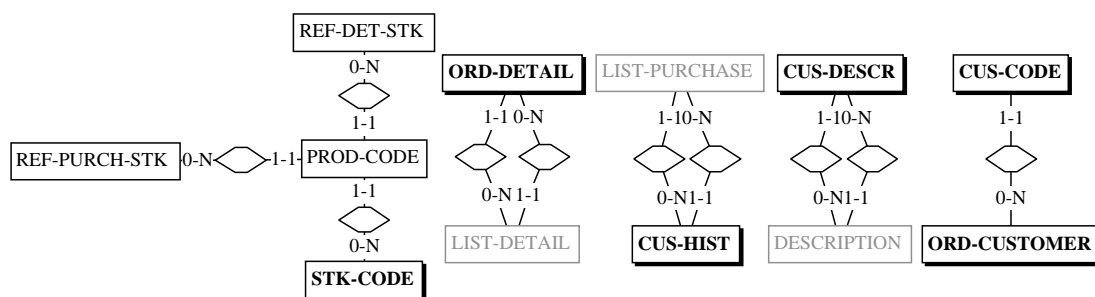 REF-DET-STK
0-N
1-1
REF-PURCH-STK 0-N 1-1 PROD-CODE
1-1
0-N
STK-CODE
ORD-DETAIL
1-1 0-N
0-N 1-1
LIST-DETAIL
LIST-PURCHASE
1-1 0-N
0-N 1-1
CUS-HIST
CUS-DESCR
1-1 0-N
0-N 1-1
DESCRIPTION
CUS-CODE
1-1
0-N
ORD-CUSTOMER